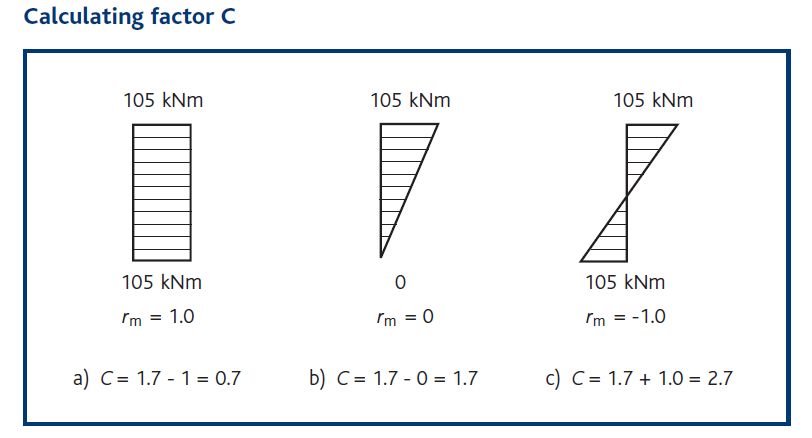 Calculating factor C
105 kNm 105 kNm 105 kNm
105 kNm 0 105 kNm
rm = 1.0 rm = 0 rm = -1.0
a) C = 1.7 - 1 = 0.7 b) C = 1.7 - 0 = 1.7 c) C = 1.7 + 1.0 = 2.7